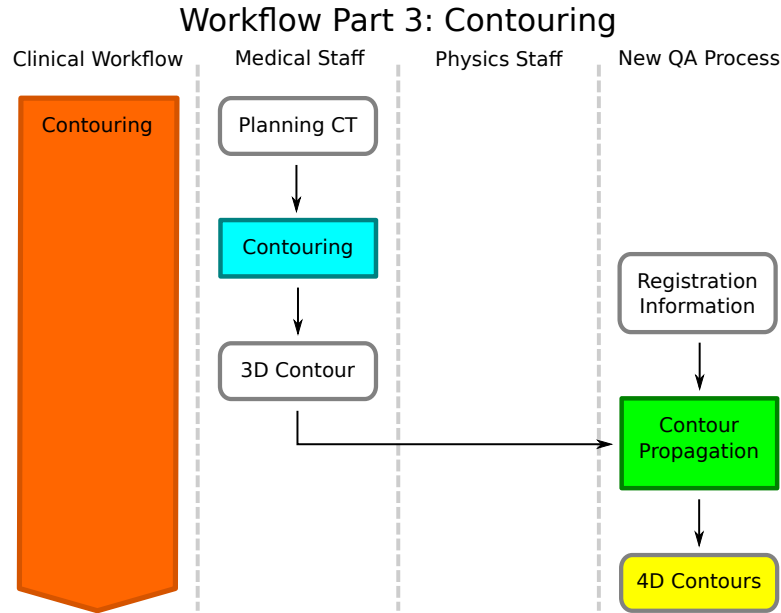 Workflow Part 3: Contouring
Clinical Workflow
Medical Staff
Physics Staff
New QA Process
Contouring
Planning CT
Contouring
3D Contour
Registration
Information
Contour
Propagation
4D Contours